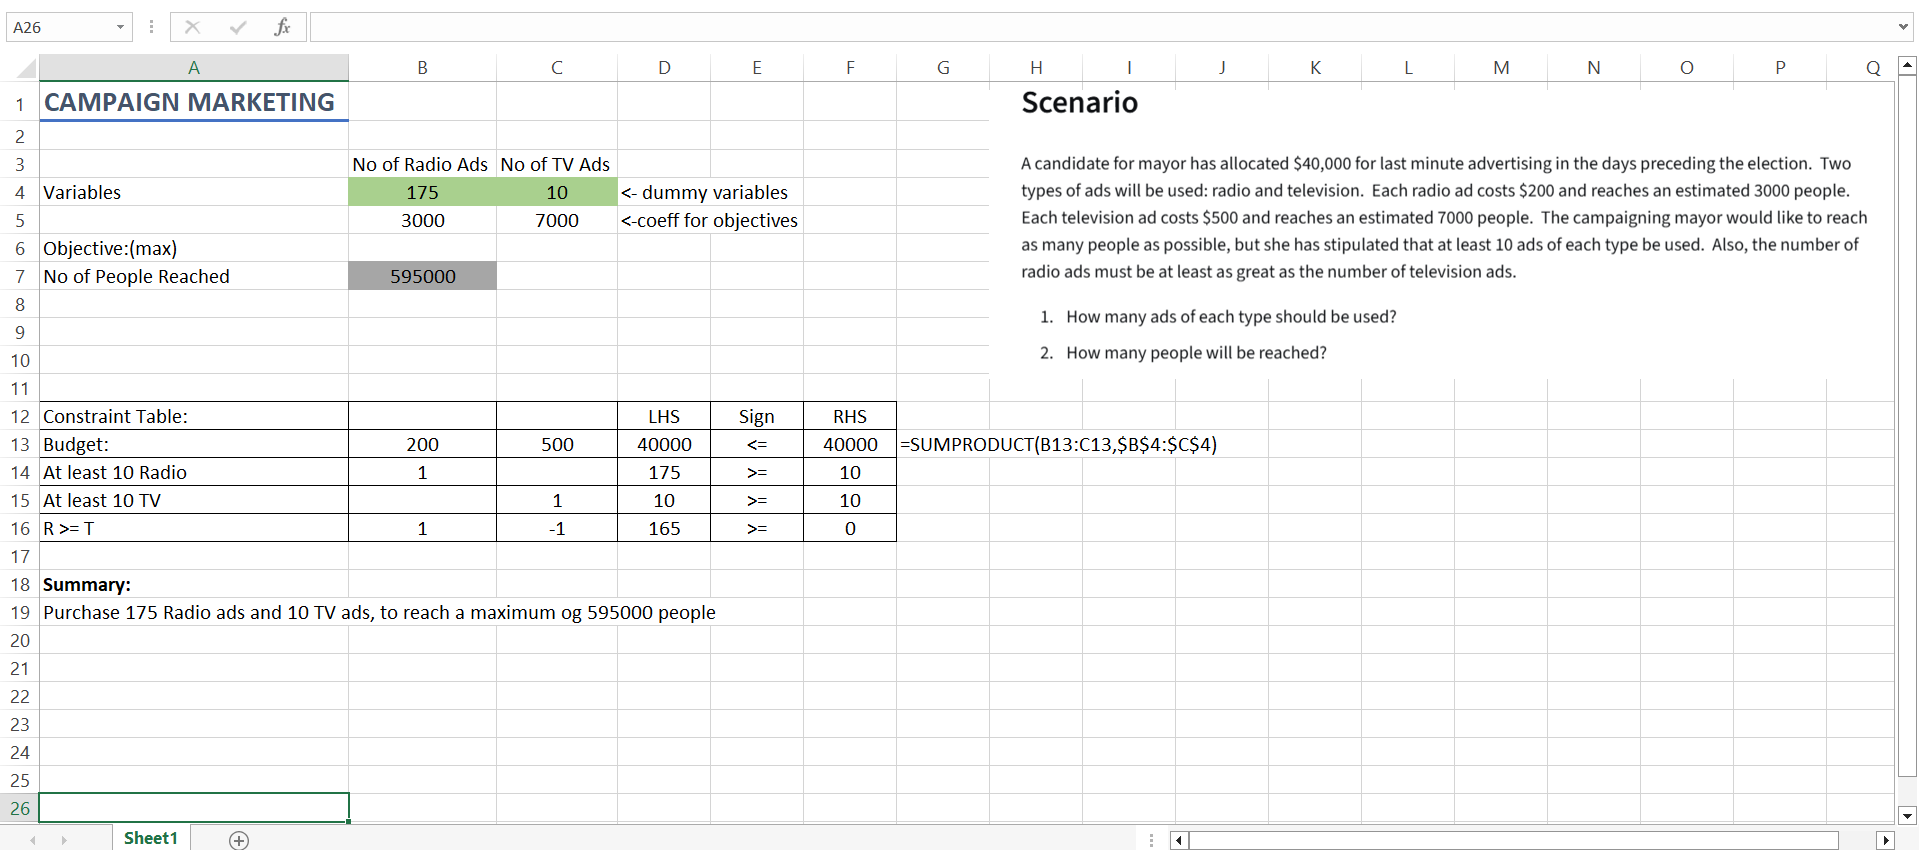 A26
fx
A B C D E F G H I J K L M N O P Q
1 CAMPAIGN MARKETING
2
3 No of Radio Ads No of TV Ads
4 Variables 175 10 <- dummy variables
5 3000 7000 <-coeff for objectives
6 Objective:(max)
7 No of People Reached 595000
8
9
10
11
12 Constraint Table: LHS Sign RHS
13 Budget: 200 500 40000 <= 40000 =SUMPRODUCT(B13:C13,$B$4:$C$4)
14 At least 10 Radio 1 175 >= 10
15 At least 10 TV 1 10 >= 10
16 R >= T 1 -1 165 >= 0
17
18 Summary:
19 Purchase 175 Radio ads and 10 TV ads, to reach a maximum og 595000 people
20
21
22
23
24
25
26
Scenario
A candidate for mayor has allocated $40,000 for last minute advertising in the days preceding the election. Two
types of ads will be used: radio and television. Each radio ad costs $200 and reaches an estimated 3000 people.
Each television ad costs $500 and reaches an estimated 7000 people. The campaigning mayor would like to reach
as many people as possible, but she has stipulated that at least 10 ads of each type be used. Also, the number of
radio ads must be at least as great as the number of television ads.
1. How many ads of each type should be used?
2. How many people will be reached?
Sheet1